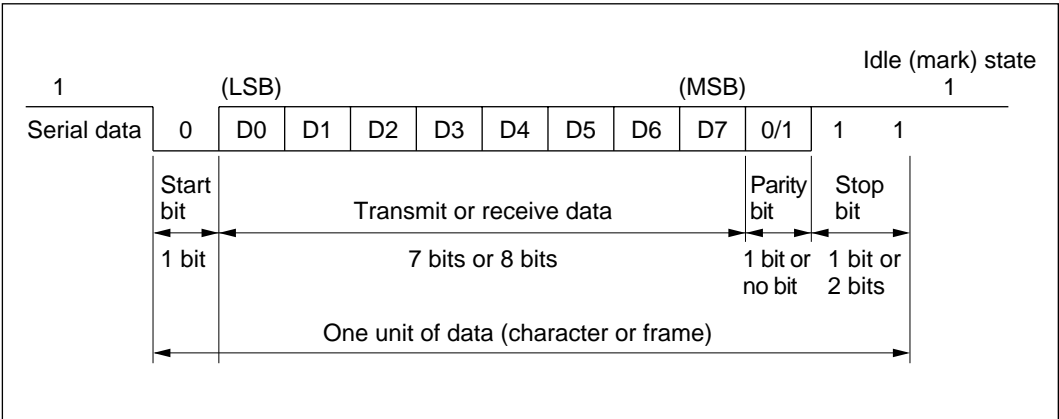 Idle (mark) state
1 (LSB) (MSB) 1
Serial data 0 D0 D1 D2 D3 D4 D5 D6 D7 0/1 1 1
Start Parity Stop
bit Transmit or receive data bit bit
1 bit 7 bits or 8 bits 1 bit or 1 bit or
no bit 2 bits
One unit of data (character or frame)